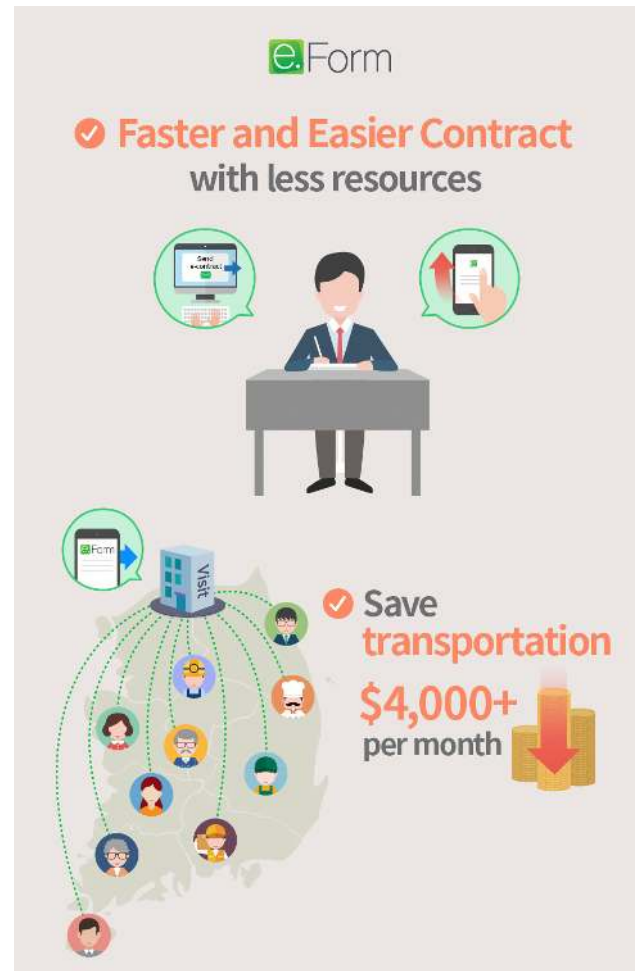 e.Form
Faster and Easier Contract
with less resources
Send
e-contract
e.Form
Visit
Save
transportation
$4,000+
per month